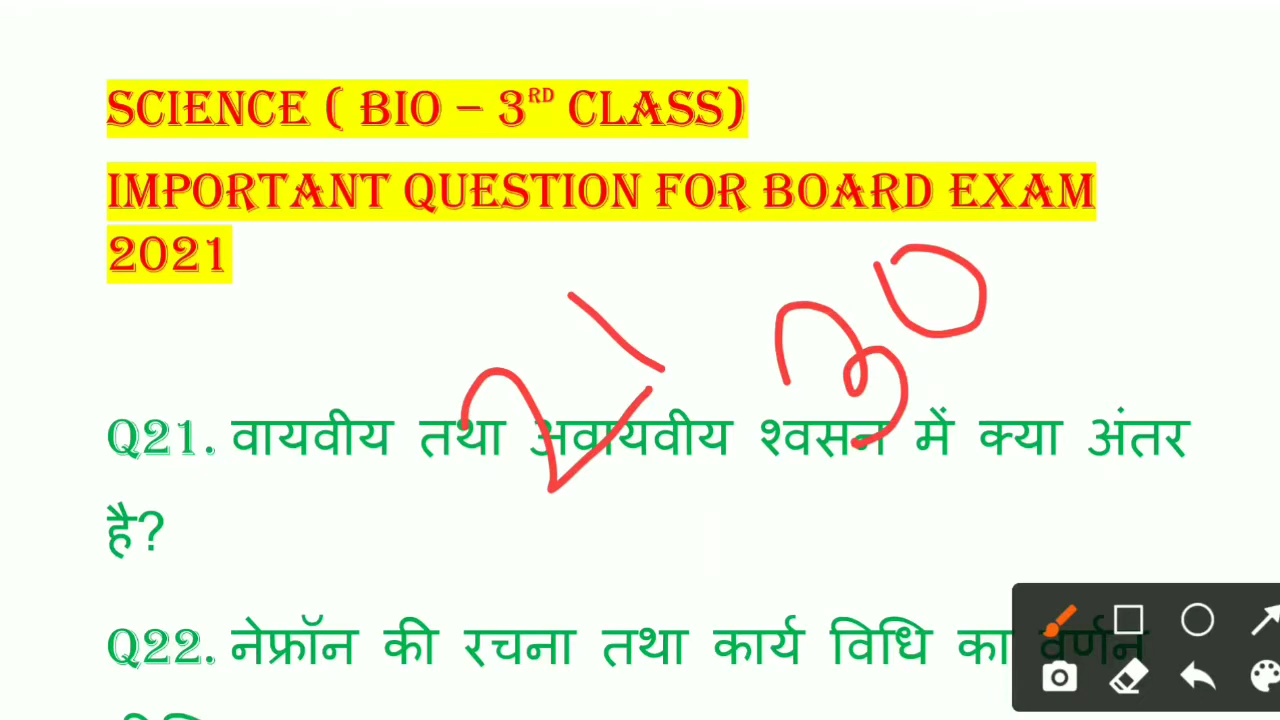 SCIENCE ( BIO – 3RD CLASS)
IMPORTANT QUESTION FOR BOARD EXAM
2021
21 30
Q21. वायवीय तथा अवायवीय श्वसन में क्या अंतर
है?
Q22. नेफ्रॉन की रचना तथा कार्य विधि का वर्णन